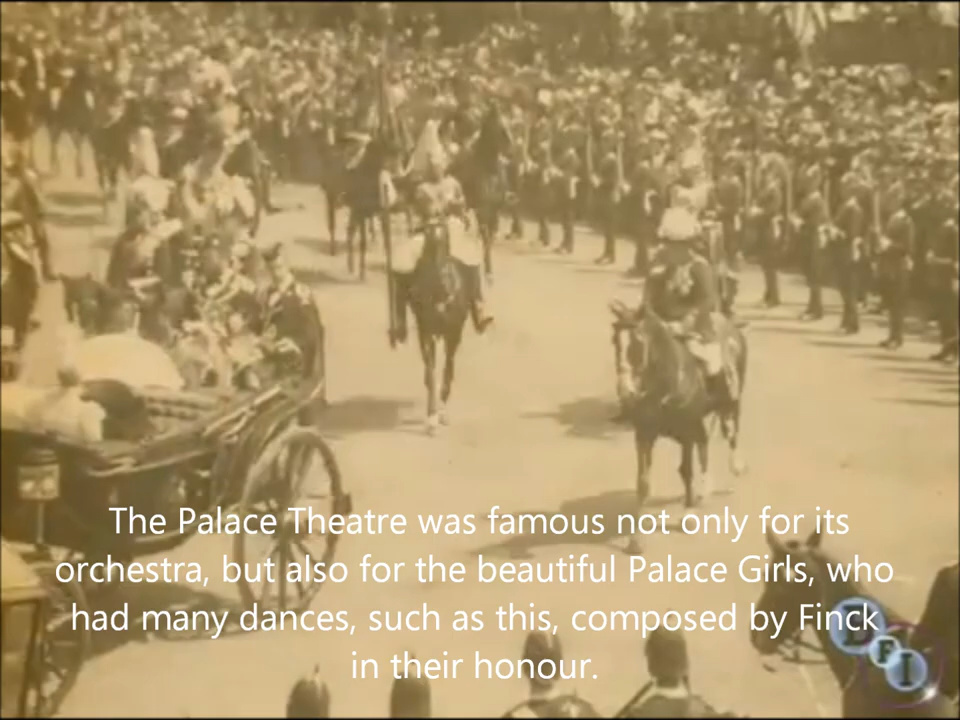 The Palace Theatre was famous not only for its
orchestra, but also for the beautiful Palace Girls, who
had many dances, such as this, composed by Finck
in their honour.
BFI